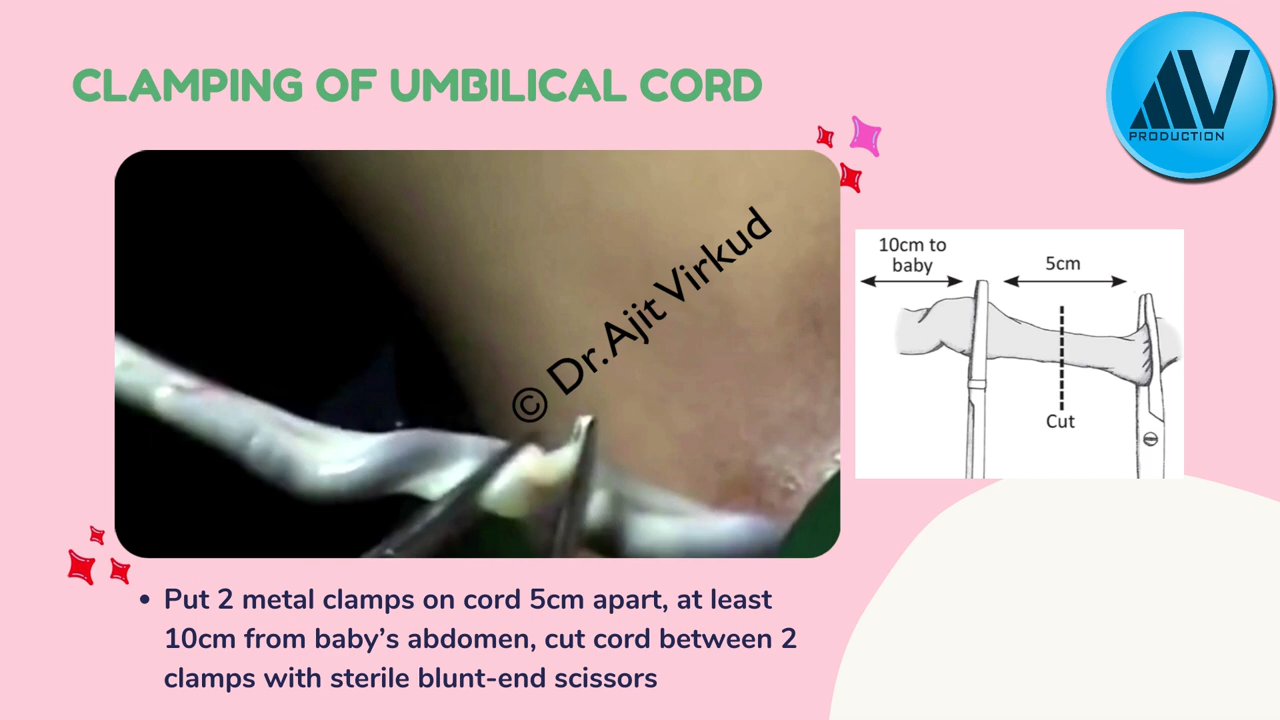 CLAMPING OF UMBILICAL CORD
AV
PRODUCTION
© Dr.Ajit Virkud
10cm to
baby
5cm
Cut
• Put 2 metal clamps on cord 5cm apart, at least
10cm from baby’s abdomen, cut cord between 2
clamps with sterile blunt-end scissors